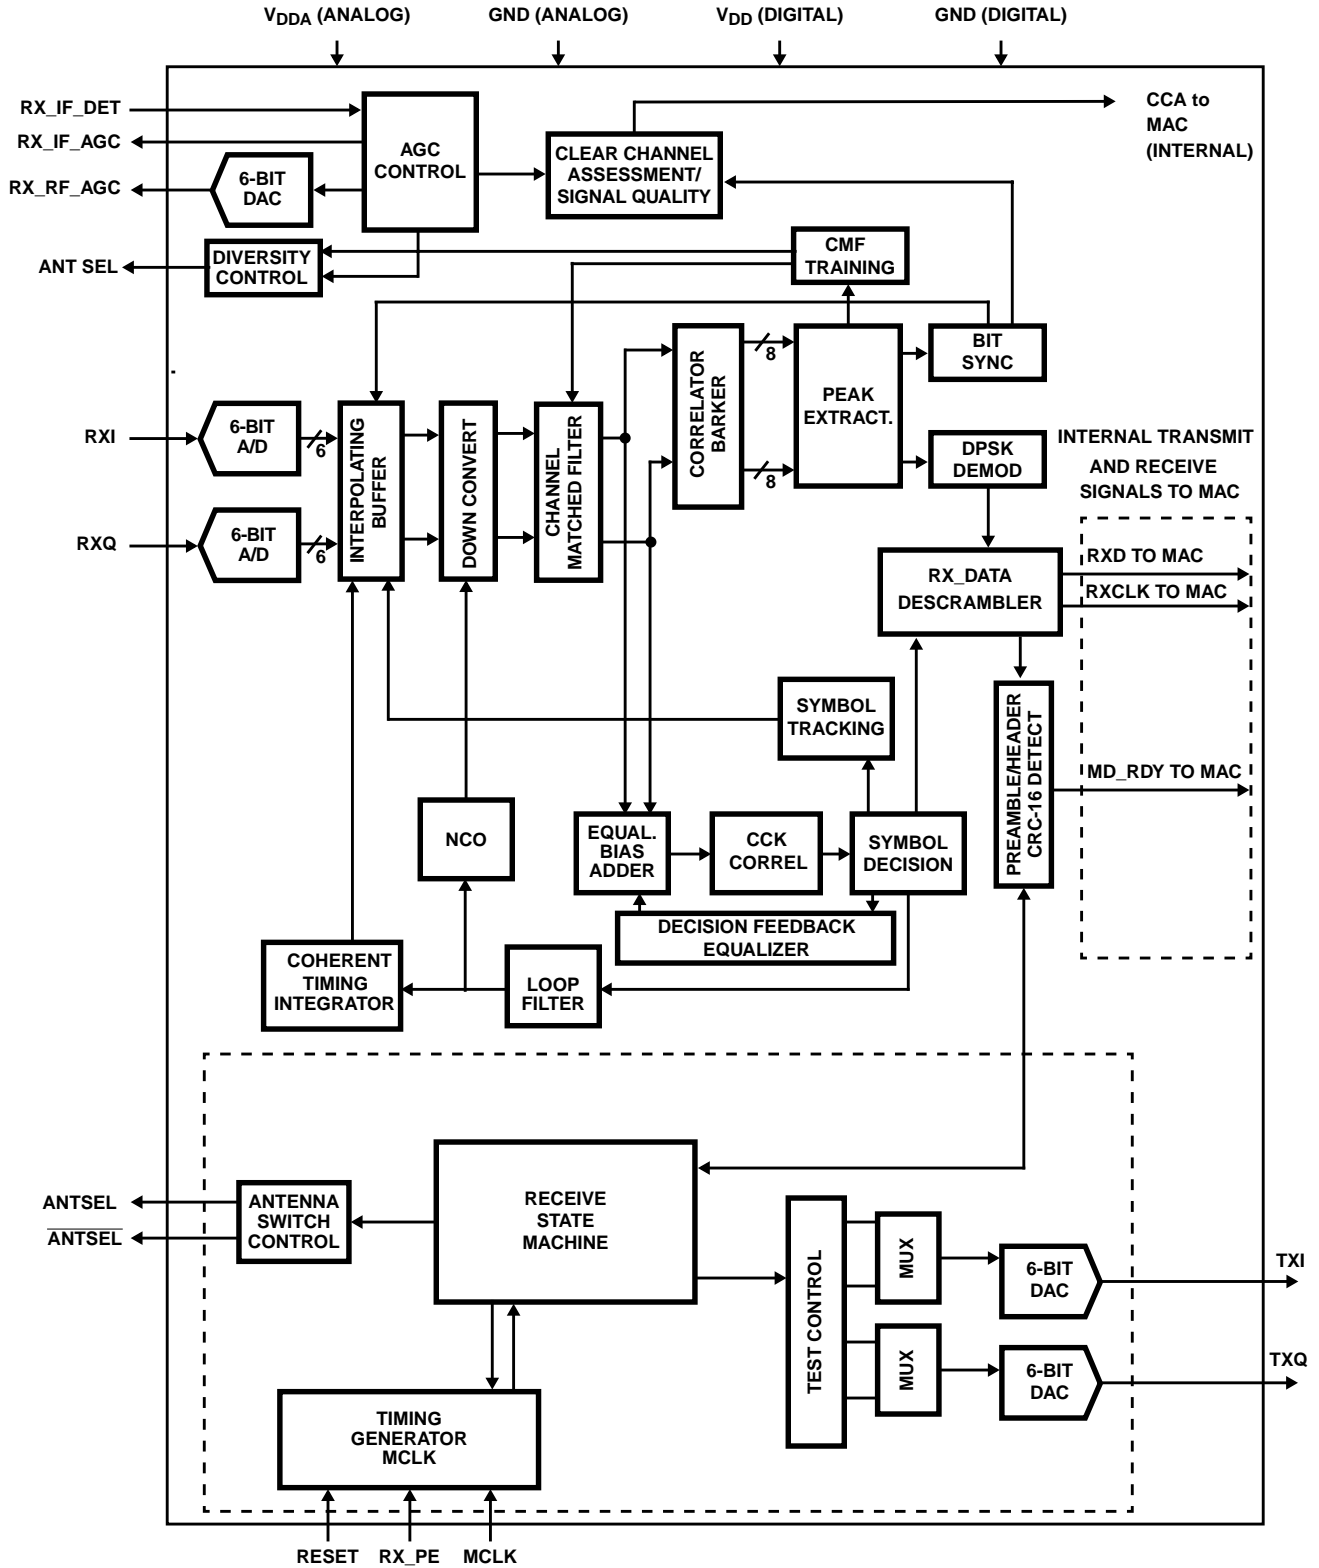 VDDA (ANALOG)
GND (ANALOG)
VDD (DIGITAL)
GND (DIGITAL)
RX_IF_DET
RX_IF_AGC
RX_RF_AGC
6-BIT
DAC
AGC
CONTROL
CLEAR CHANNEL
ASSESSMENT/
SIGNAL QUALITY
CCA to
MAC
(INTERNAL)
ANT SEL
DIVERSITY
CONTROL
CMF
TRAINING
RXI
6-BIT
A/D
6
RXQ
6-BIT
A/D
6
INTERPOLATING
BUFFER
DOWN CONVERT
CHANNEL
MATCHED FILTER
CORRELATOR
BARKER
8
8
PEAK
EXTRACT.
BIT
SYNC
DPSK
DEMOD
INTERNAL TRANSMIT
AND RECEIVE
SIGNALS TO MAC
RX_DATA
DESCRAMBLER
RXD TO MAC
RXCLK TO MAC
SYMBOL
TRACKING
PREAMBLE/HEADER
CRC-16 DETECT
MD_RDY TO MAC
NCO
EQUAL.
BIAS
ADDER
CCK
CORREL
SYMBOL
DECISION
DECISION FEEDBACK
EQUALIZER
COHERENT
TIMING
INTEGRATOR
LOOP
FILTER
ANTSEL
ANTSEL
ANTENNA
SWITCH
CONTROL
RECEIVE
STATE
MACHINE
TEST CONTROL
MUX
6-BIT
DAC
TXI
MUX
6-BIT
DAC
TXQ
TIMING
GENERATOR
MCLK
RESET
RX_PE
MCLK